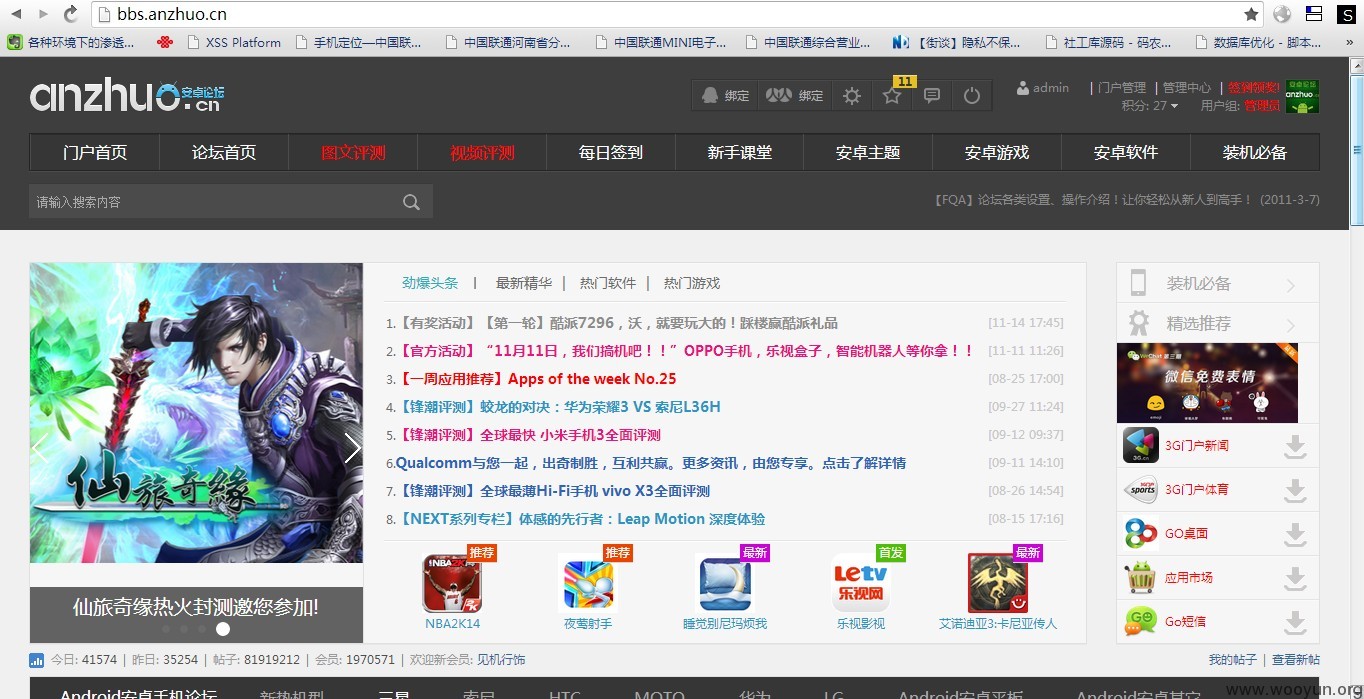 bbs.anzhuo.cn
各种环境下的渗透... XSS Platform 手机定位—中国联... 中国联通河南省分... 中国联通MINI电子... 中国联通综合营业... 【街谈】隐私不保... 社工库源码 - 码农... 数据库优化 - 脚本... »
anzhuo.cn 安卓论坛
绑定 绑定 11
admin | 门户管理 | 管理中心 | 签到领奖!
积分: 27 用户组: 管理员
门户首页 论坛首页 图文评测 视频评测 每日签到 新手课堂 安卓主题 安卓游戏 安卓软件 装机必备
请输入搜索内容
【FQA】论坛各类设置、操作介绍！让你轻松从新人到高手！ (2011-3-7)
仙旅奇缘
仙旅奇缘热火封测邀您参加!
劲爆头条 | 最新精华 | 热门软件 | 热门游戏
1.【有奖活动】【第一轮】酷派7296，沃，就要玩大的！踩楼赢酷派礼品 [11-14 17:45]
2.【官方活动】“11月11日，我们搞机吧！！”OPPO手机，乐视盒子，智能机器人等你拿！！ [11-11 11:26]
3.【一周应用推荐】Apps of the week No.25 [08-25 17:00]
4.【锋潮评测】蛟龙的对决：华为荣耀3 VS 索尼L36H [09-27 11:24]
5.【锋潮评测】全球最快 小米手机3全面评测 [09-12 09:37]
6.Qualcomm与您一起，出奇制胜，互利共赢。更多资讯，由您专享。点击了解详情 [09-11 14:10]
7.【锋潮评测】全球最薄Hi-Fi手机 vivo X3全面评测 [08-26 14:54]
8.【NEXT系列专栏】体感的先行者：Leap Motion 深度体验 [08-15 17:16]
推荐 推荐 最新 首发 最新
NBA2K14 夜莺射手 睡觉别尼玛烦我 乐视影视 艾诺迪亚3:卡尼亚传人
装机必备
精选推荐
WeChat 第三期
微信免费表情
3G门户新闻
3G门户体育
GO桌面
应用市场
Go短信
今日: 41574 | 昨日: 35254 | 帖子: 81919212 | 会员: 1970571 | 欢迎新会员: 见机行饰
我的帖子 | 查看新帖
Android安卓手机论坛 新势机型 三星 索尼 HTC MOTO 华为 LG Android安卓平板 Android安卓其它
www.wooyun.org